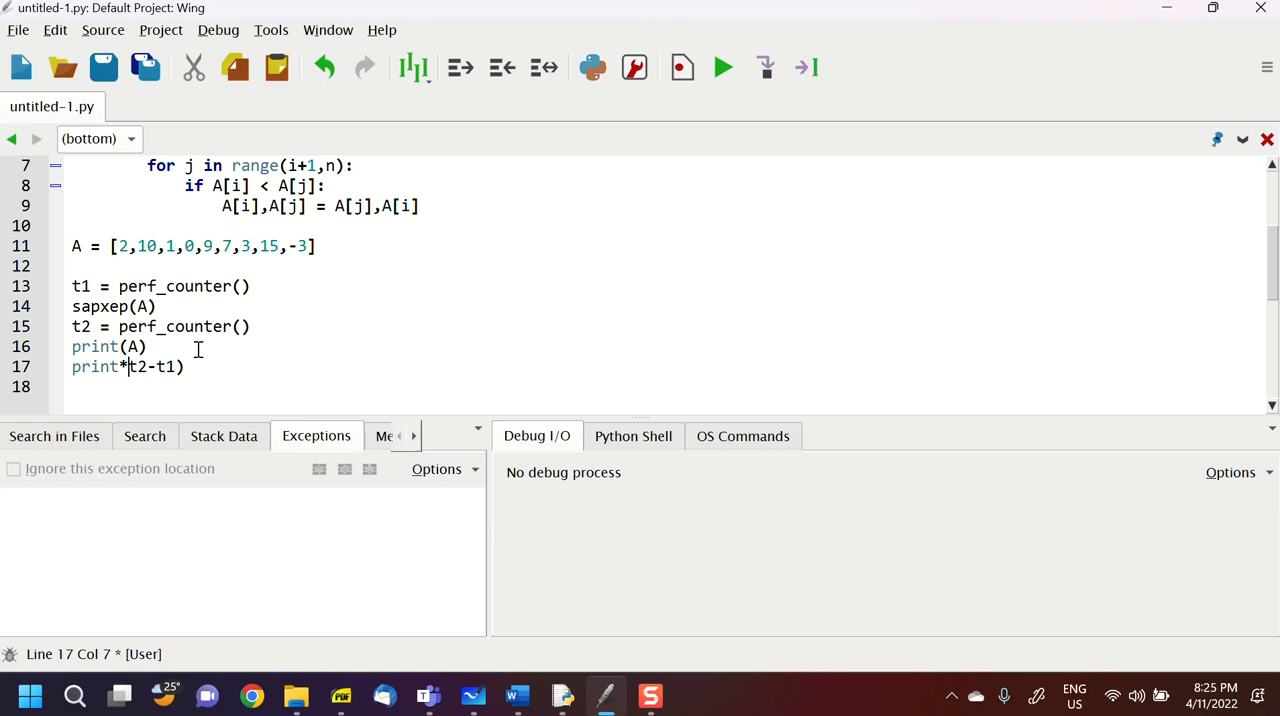 untitled-1.py: Default Project: Wing
File Edit Source Project Debug Tools Window Help
untitled-1.py
(bottom)
7 for j in range(i+1,n):
8 if A[i] < A[j]:
9 A[i],A[j] = A[j],A[i]
10
11 A = [2,10,1,0,9,7,3,15,-3]
12
13 t1 = perf_counter()
14 sapxep(A)
15 t2 = perf_counter()
16 print(A)
17 print*t2-t1)
18
Search in Files Search Stack Data Exceptions Me Debug I/O Python Shell OS Commands
Ignore this exception location Options No debug process Options
Line 17 Col 7 * [User]
25° PDF W S ENG US 8:25 PM 4/11/2022